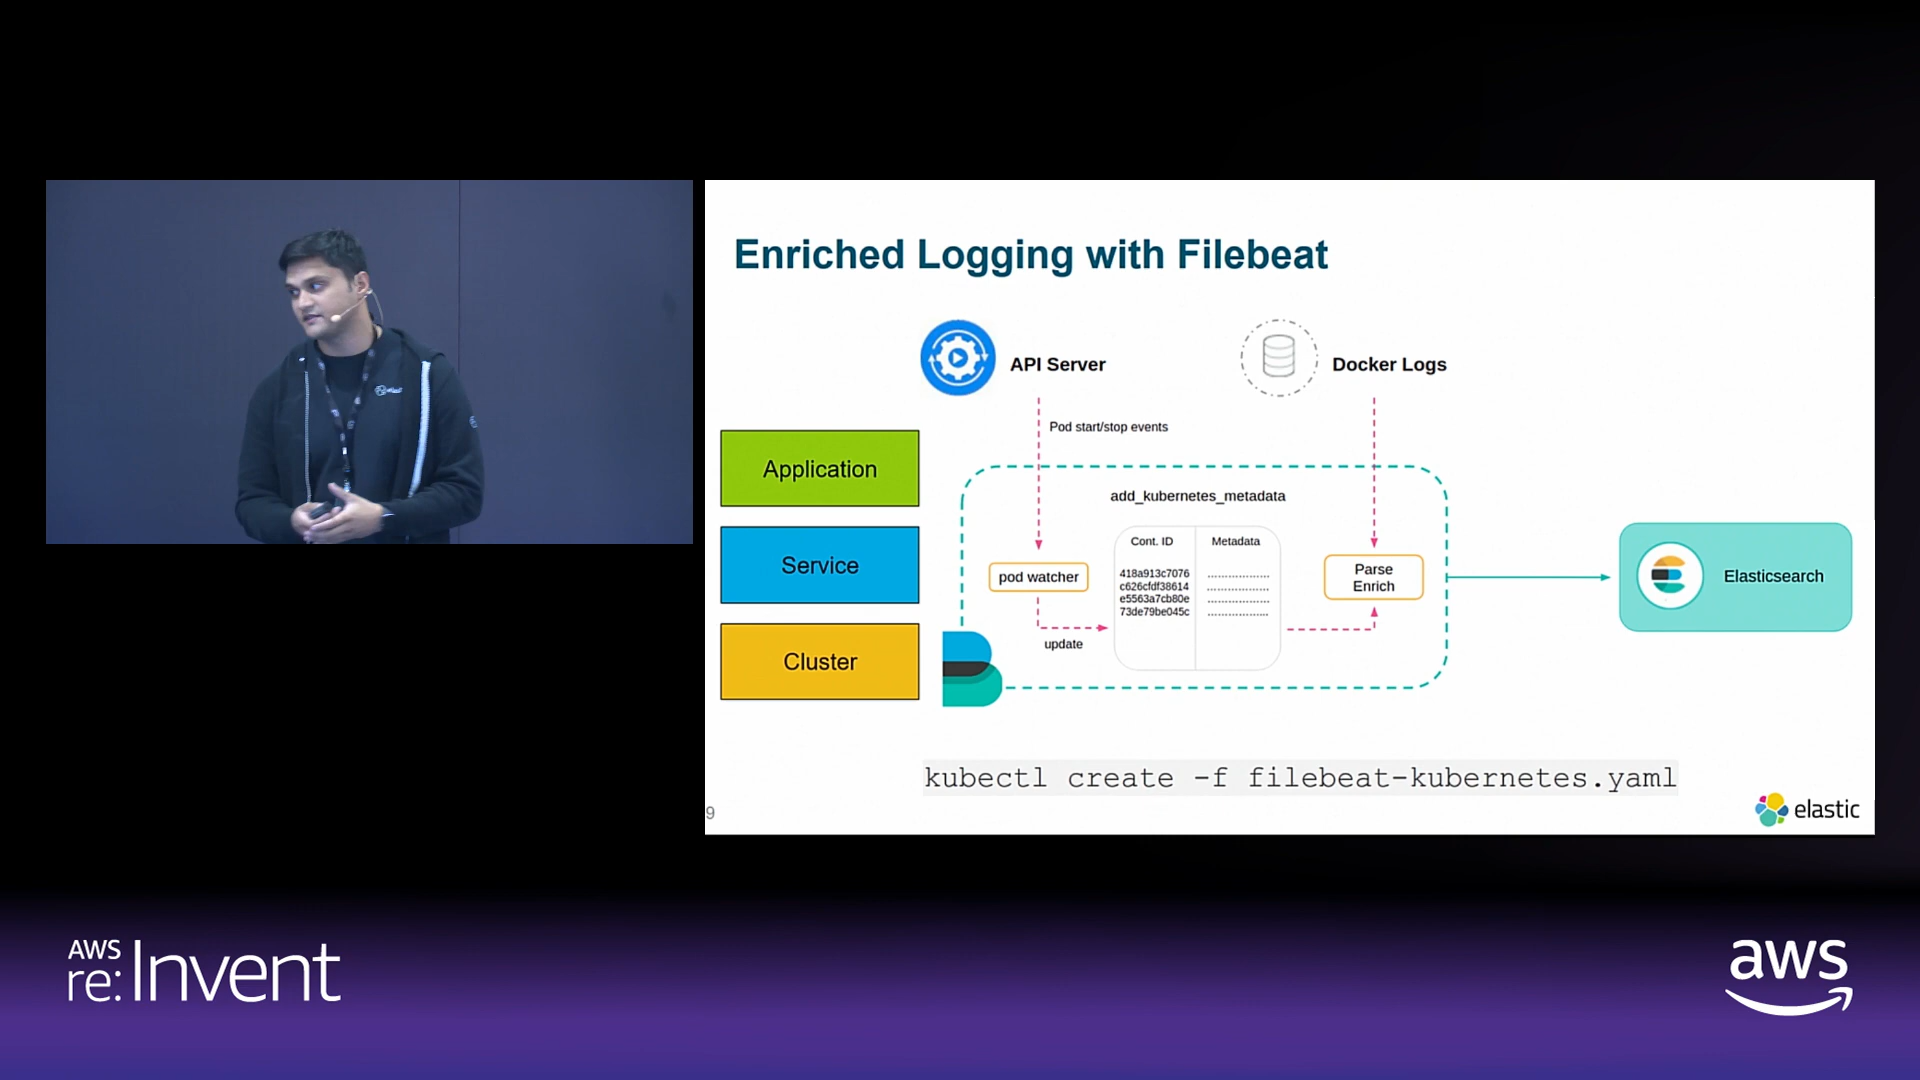 Enriched Logging with Filebeat
API Server
Docker Logs
Pod start/stop events
Application
Service
Cluster
add_kubernetes_metadata
Cont. ID
Metadata
418a913c7076
c626cfdf38614
e5563a7cb80e
73de79be045c
pod watcher
update
Parse
Enrich
Elasticsearch
kubectl create -f filebeat-kubernetes.yaml
9
elastic
AWS
re:Invent
aws